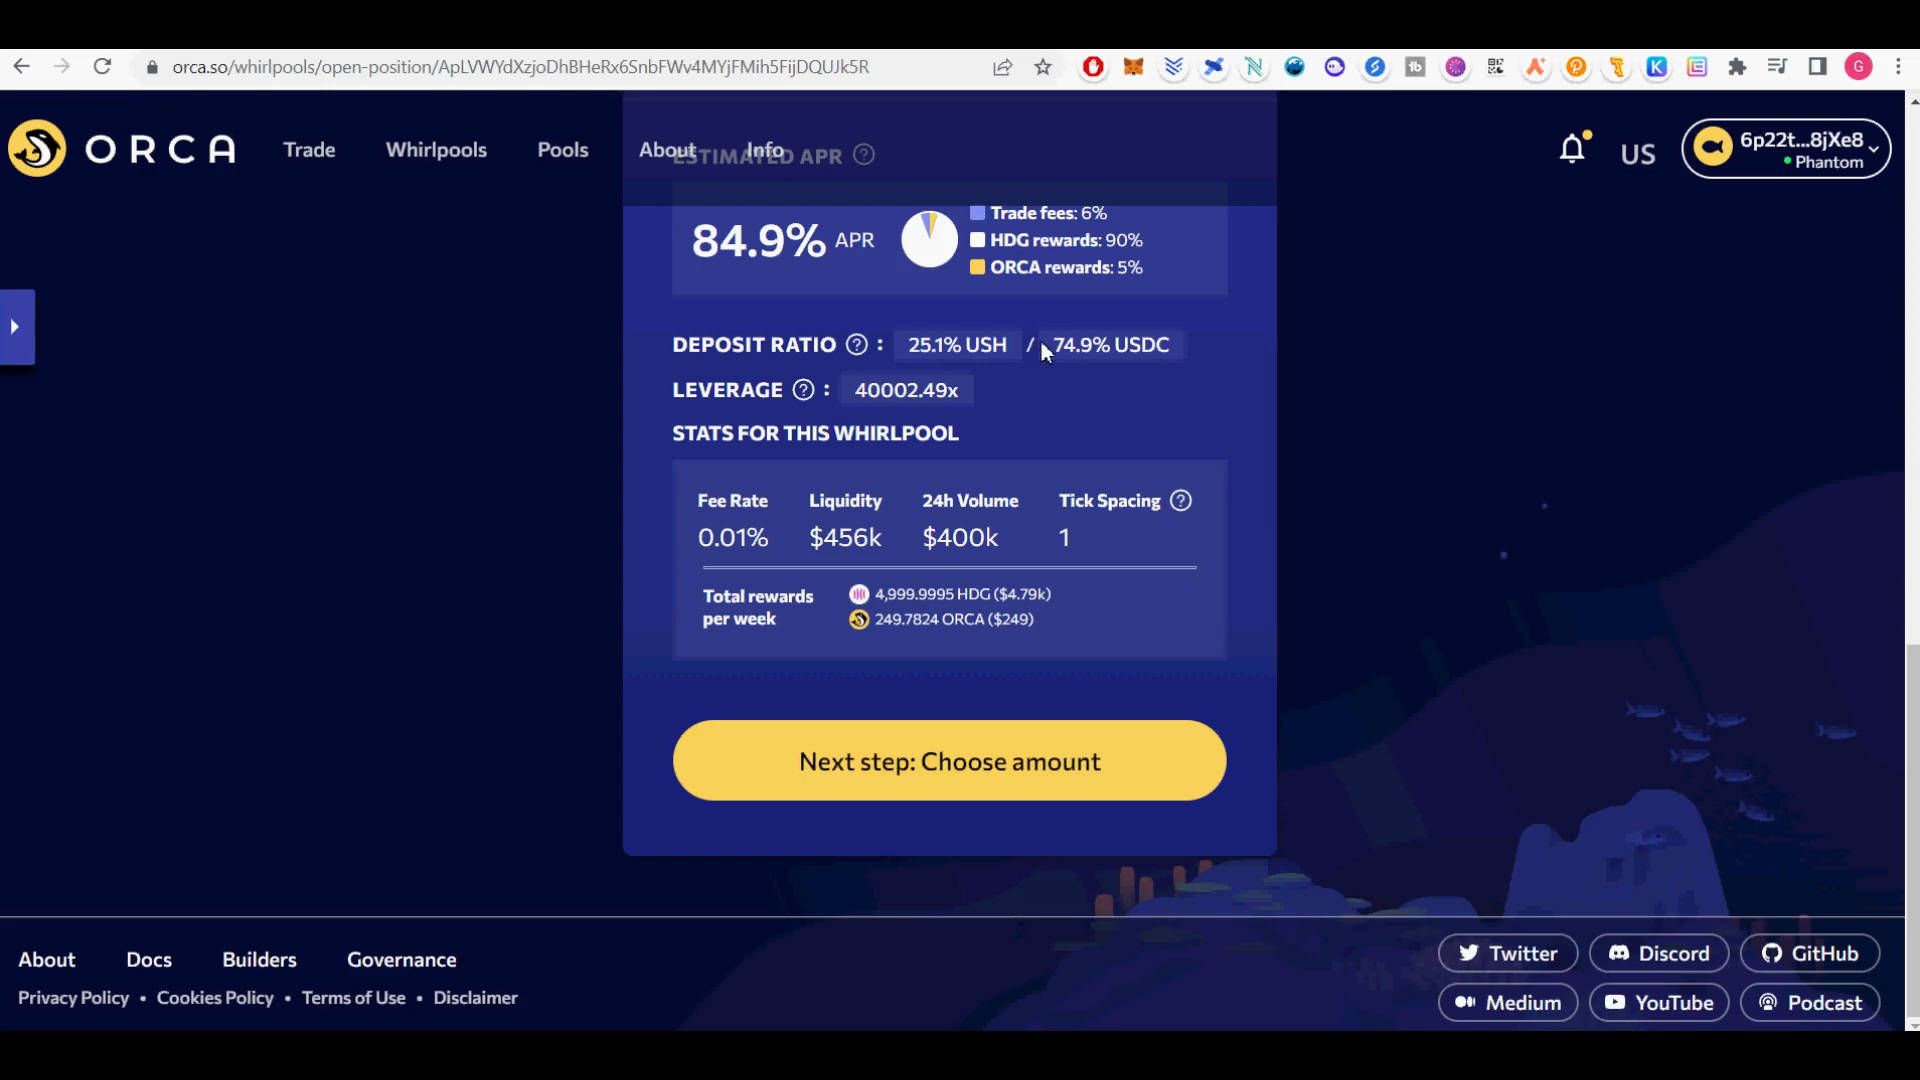 orca.so/whirlpools/open-position/ApLVWYdXzjoDhBHeRx6SnbFWv4MYjFMih5FijDQUJk5R
G
ORCA
Trade
Whirlpools
Pools
About
Info
US
6p22t...8jXe8
Phantom
ESTIMATED APR ?
84.9% APR
Trade fees: 6%
HDG rewards: 90%
ORCA rewards: 5%
DEPOSIT RATIO ? : 25.1% USH / 74.9% USDC
LEVERAGE ? : 40002.49x
STATS FOR THIS WHIRLPOOL
Fee Rate Liquidity 24h Volume Tick Spacing ?
0.01% $456k $400k 1
Total rewards per week
4,999.9995 HDG ($4.79k)
249.7824 ORCA ($249)
Next step: Choose amount
About Docs Builders Governance
Privacy Policy • Cookies Policy • Terms of Use • Disclaimer
Twitter Discord GitHub
Medium YouTube Podcast